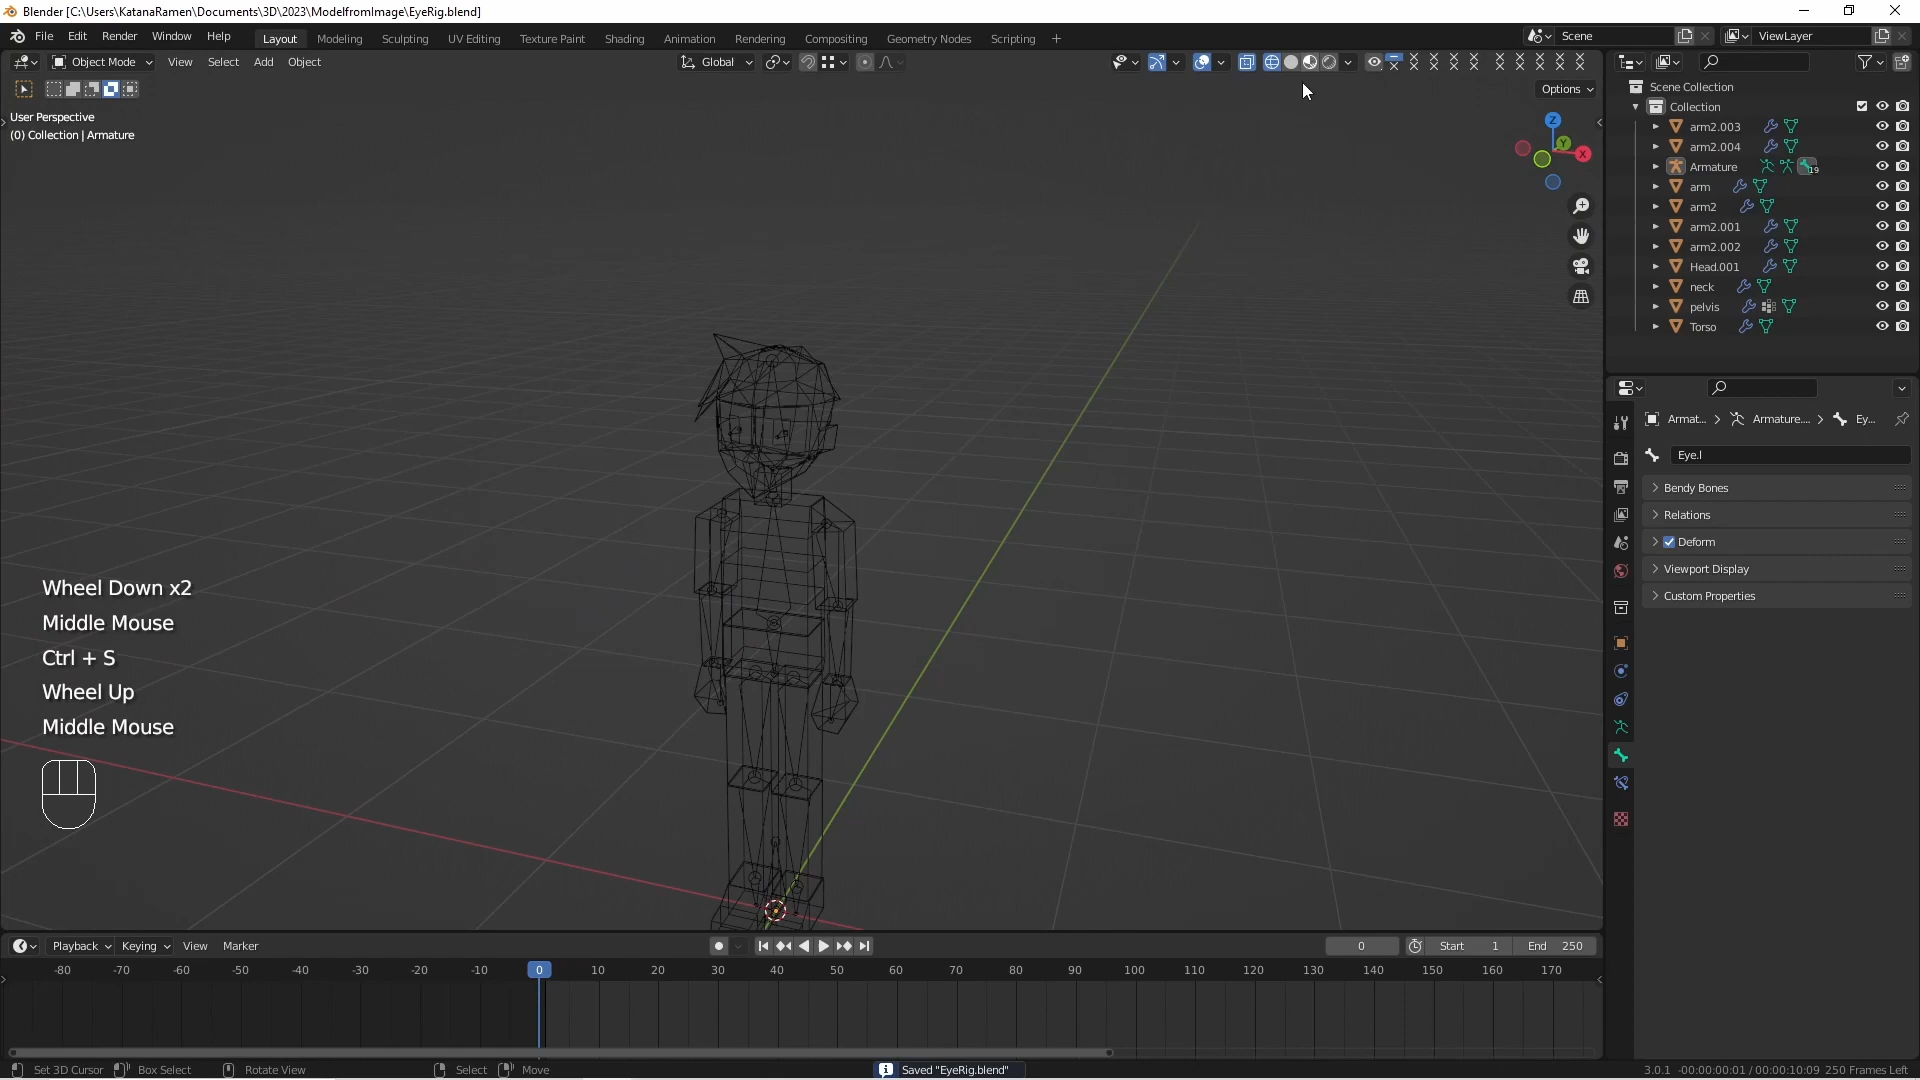 Blender [C:\Users\KatanaRamen\Documents\3D\2023\ModelfromImage\EyeRig.blend]
File Edit Render Window Help
Layout Modeling Sculpting UV Editing Texture Paint Shading Animation Rendering Compositing Geometry Nodes Scripting +
Scene
ViewLayer
Object Mode View Select Add Object
Global
Options
User Perspective
(0) Collection | Armature
Z
Y
X
Scene Collection
Collection
arm2.003
arm2.004
Armature
19
arm
arm2
arm2.001
arm2.002
Head.001
neck
pelvis
Torso
Armat... > Armature.... > Ey...
Eye.l
Bendy Bones
Relations
Deform
Viewport Display
Custom Properties
Wheel Down x2
Middle Mouse
Ctrl + S
Wheel Up
Middle Mouse
Playback Keying View Marker
0
Start 1
End 250
-80 -70 -60 -50 -40 -30 -20 -10 0 10 20 30 40 50 60 70 80 90 100 110 120 130 140 150 160 170
Set 3D Cursor Box Select Rotate View Select Move
Saved "EyeRig.blend"
3.0.1 -00:00:00:01 / 00:00:10:09 250 Frames Left